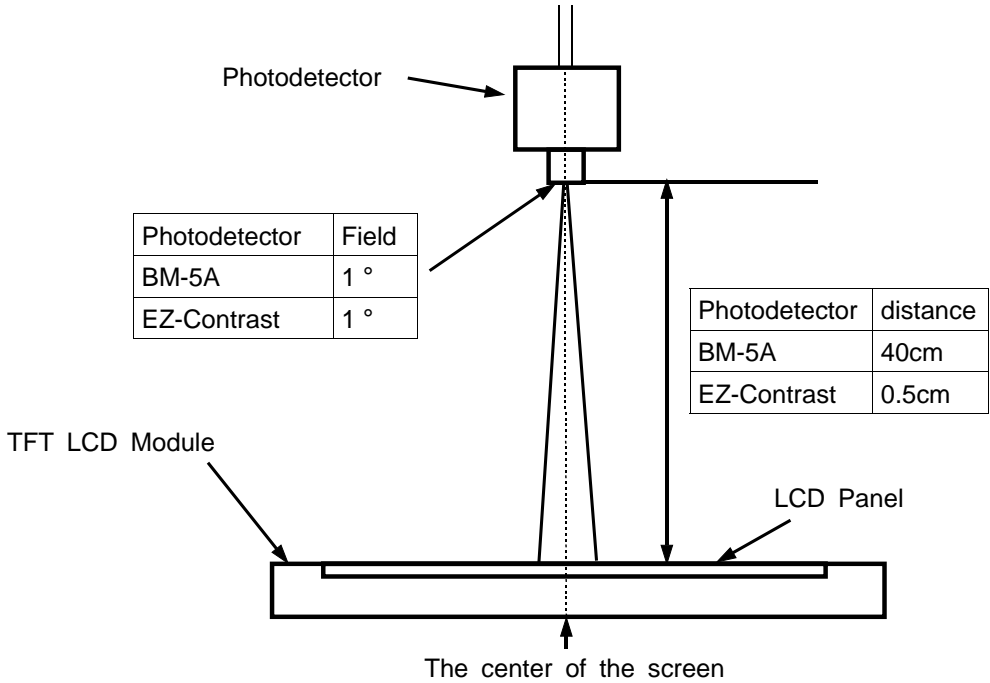 Photodetector
Photodetector Field
BM-5A 1 °
EZ-Contrast 1 °
Photodetector distance
BM-5A 40cm
EZ-Contrast 0.5cm
TFT LCD Module
LCD Panel
The center of the screen